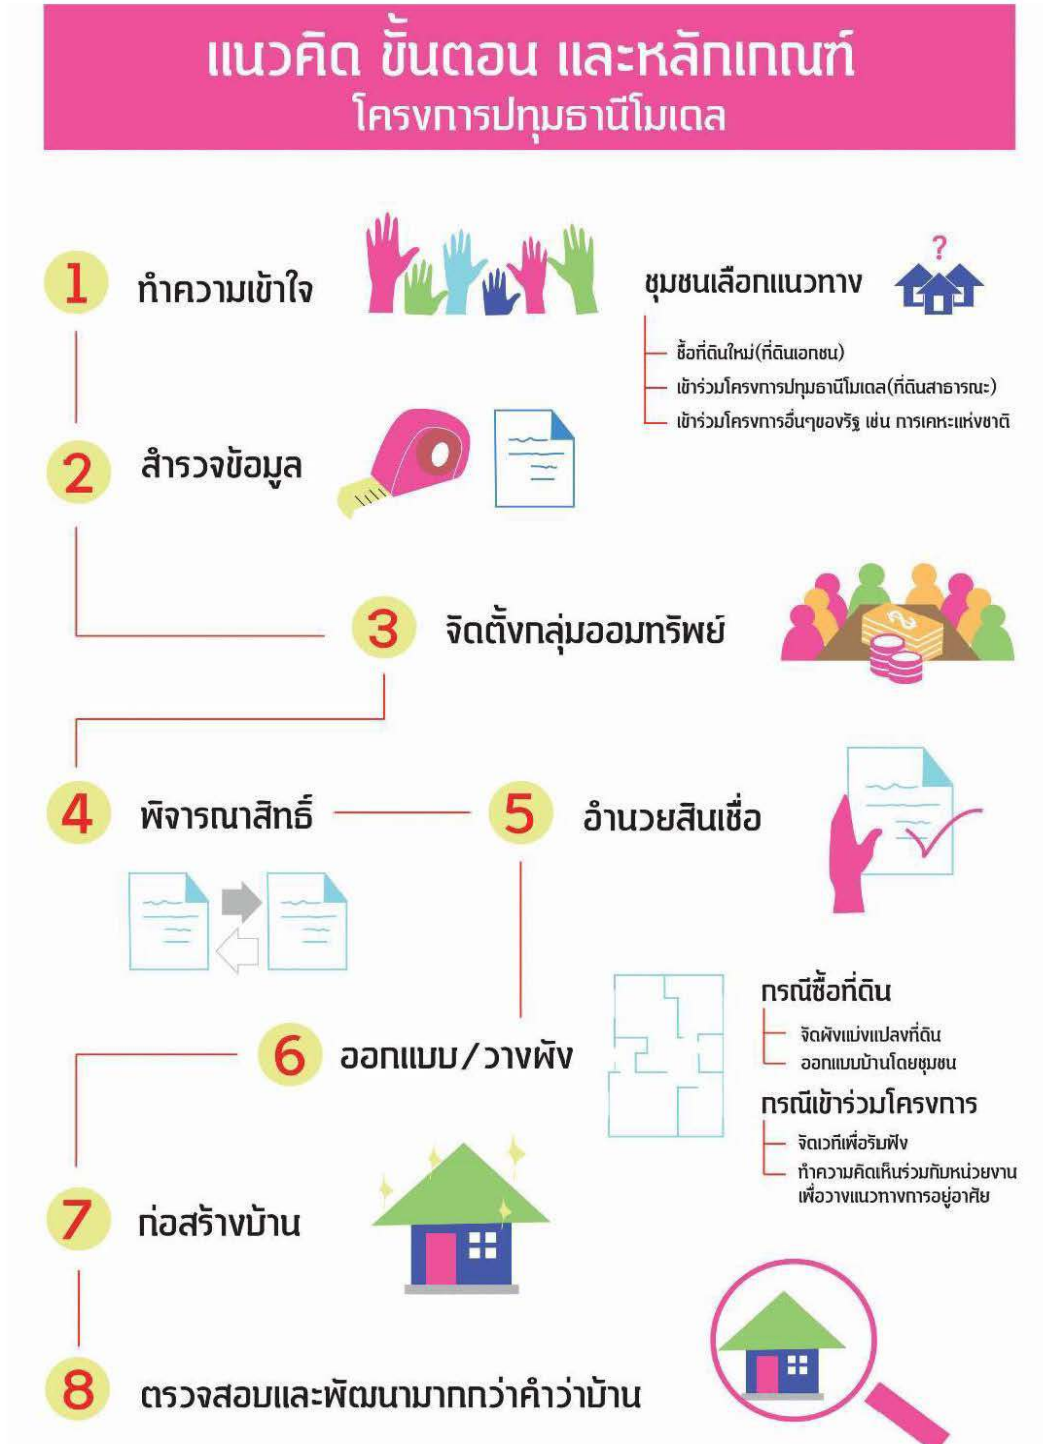 แนวคิด ขั้นตอน และหลักเกณฑ์
โครงการปทุมธานีโมเดล
1 ทำความเข้าใจ
ชุมชนเลือกแนวทาง
?
ซื้อที่ดินใหม่(ที่ดินเอกชน)
เข้าร่วมโครงการปทุมธานีโมเดล(ที่ดินสาธารณะ)
เข้าร่วมโครงการอื่นๆของรัฐ เช่น การเคหะแห่งชาติ
2 สำรวจข้อมูล
3 จัดตั้งกลุ่มออมทรัพย์
4 พิจารณาสิทธิ์
5 อำนวยสินเชื่อ
6 ออกแบบ/วางผัง
กรณีซื้อที่ดิน
จัดผังแบ่งแปลงที่ดิน
ออกแบบบ้านโดยชุมชน
กรณีเข้าร่วมโครงการ
จัดเวทีเพื่อรับฟัง
ทำความคิดเห็นร่วมกับหน่วยงาน
เพื่อวางแนวทางการอยู่อาศัย
7 ก่อสร้างบ้าน
8 ตรวจสอบและพัฒนามากกว่าคำว่าบ้าน